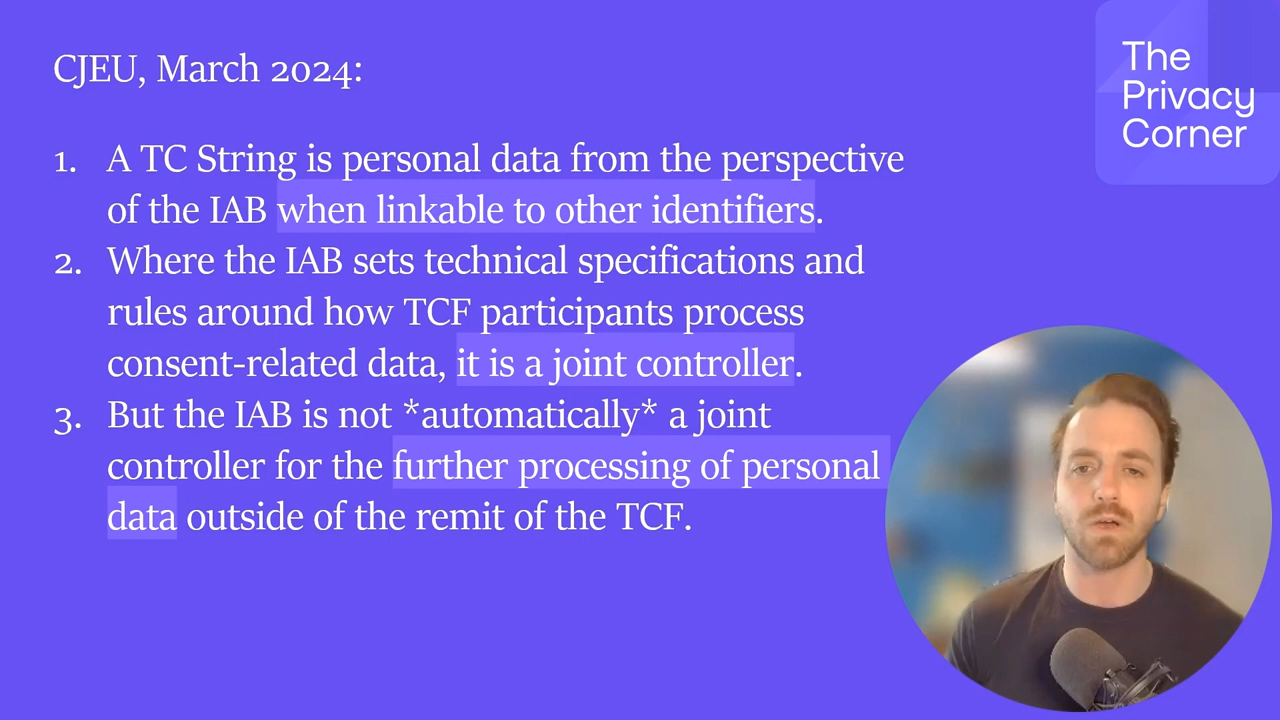 CJEU, March 2024:
The
Privacy
Corner
1. A TC String is personal data from the perspective
of the IAB when linkable to other identifiers.
2. Where the IAB sets technical specifications and
rules around how TCF participants process
consent-related data, it is a joint controller.
3. But the IAB is not *automatically* a joint
controller for the further processing of personal
data outside of the remit of the TCF.